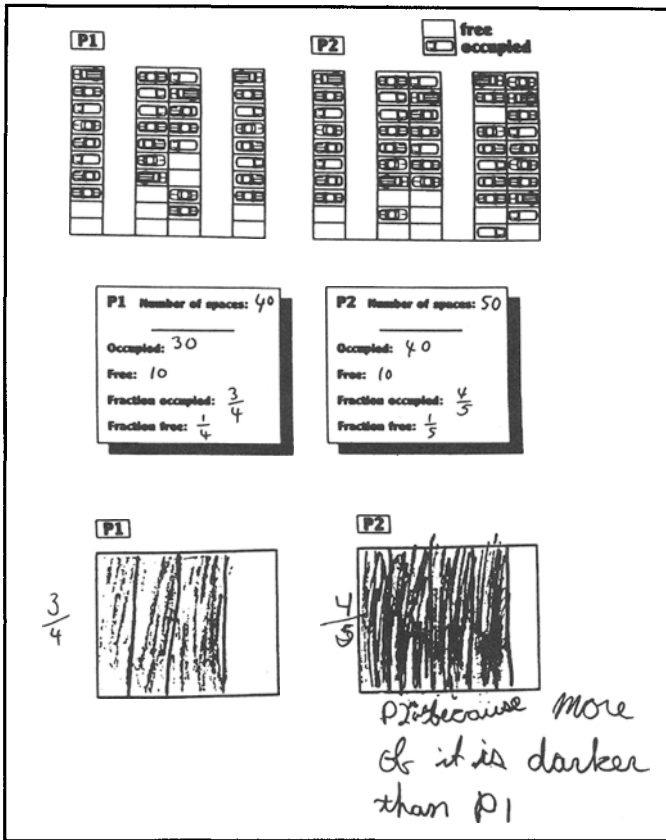 P1
P2
free
occupied
P1 Number of spaces: 40
Occupied: 30
Free: 10
Fraction occupied: 3/4
Fraction free: 1/4
P2 Number of spaces: 50
Occupied: 40
Free: 10
Fraction occupied: 4/5
Fraction free: 1/5
P1
3/4
P2
4/5
P2 because more
of it is darker
than P1